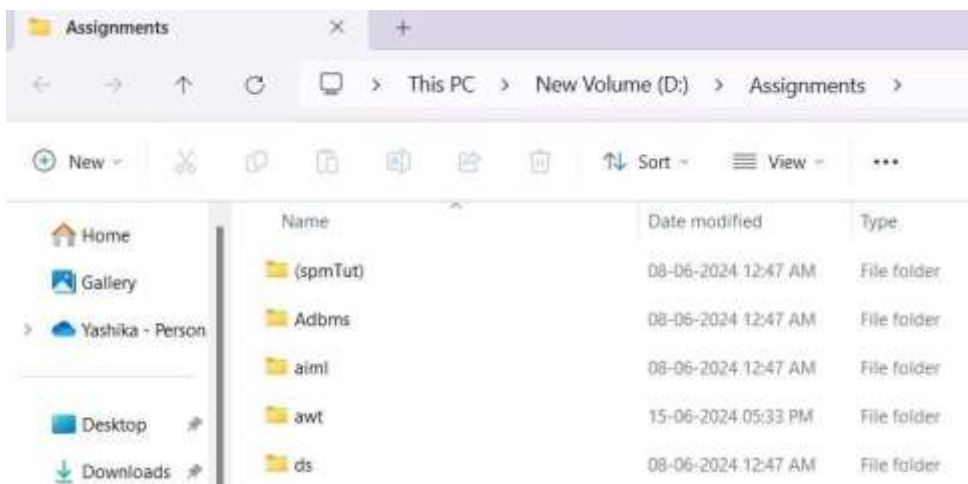 Assignments
This PC > New Volume (D:) > Assignments >
New Sort View
Name Date modified Type
Home
Gallery
Yashika - Person
Desktop
Downloads
(spmTut) 08-06-2024 12:47 AM File folder
Adbms 08-06-2024 12:47 AM File folder
aiml 08-06-2024 12:47 AM File folder
awt 15-06-2024 05:33 PM File folder
ds 08-06-2024 12:47 AM File folder